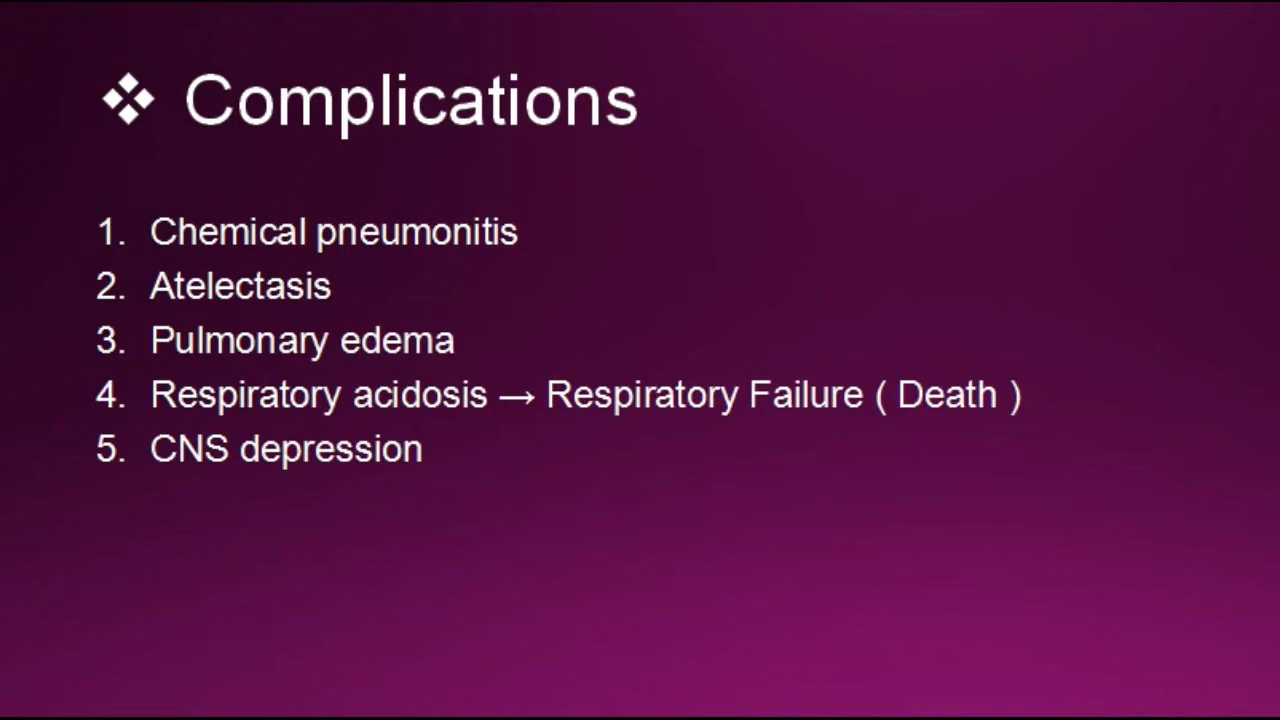 ❖ Complications
1. Chemical pneumonitis
2. Atelectasis
3. Pulmonary edema
4. Respiratory acidosis → Respiratory Failure ( Death )
5. CNS depression